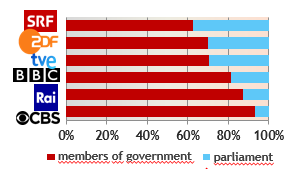 SRF
ZDF
tve
BBC
Rai
CBS
0% 20% 40% 60% 80% 100%
members of government parliament